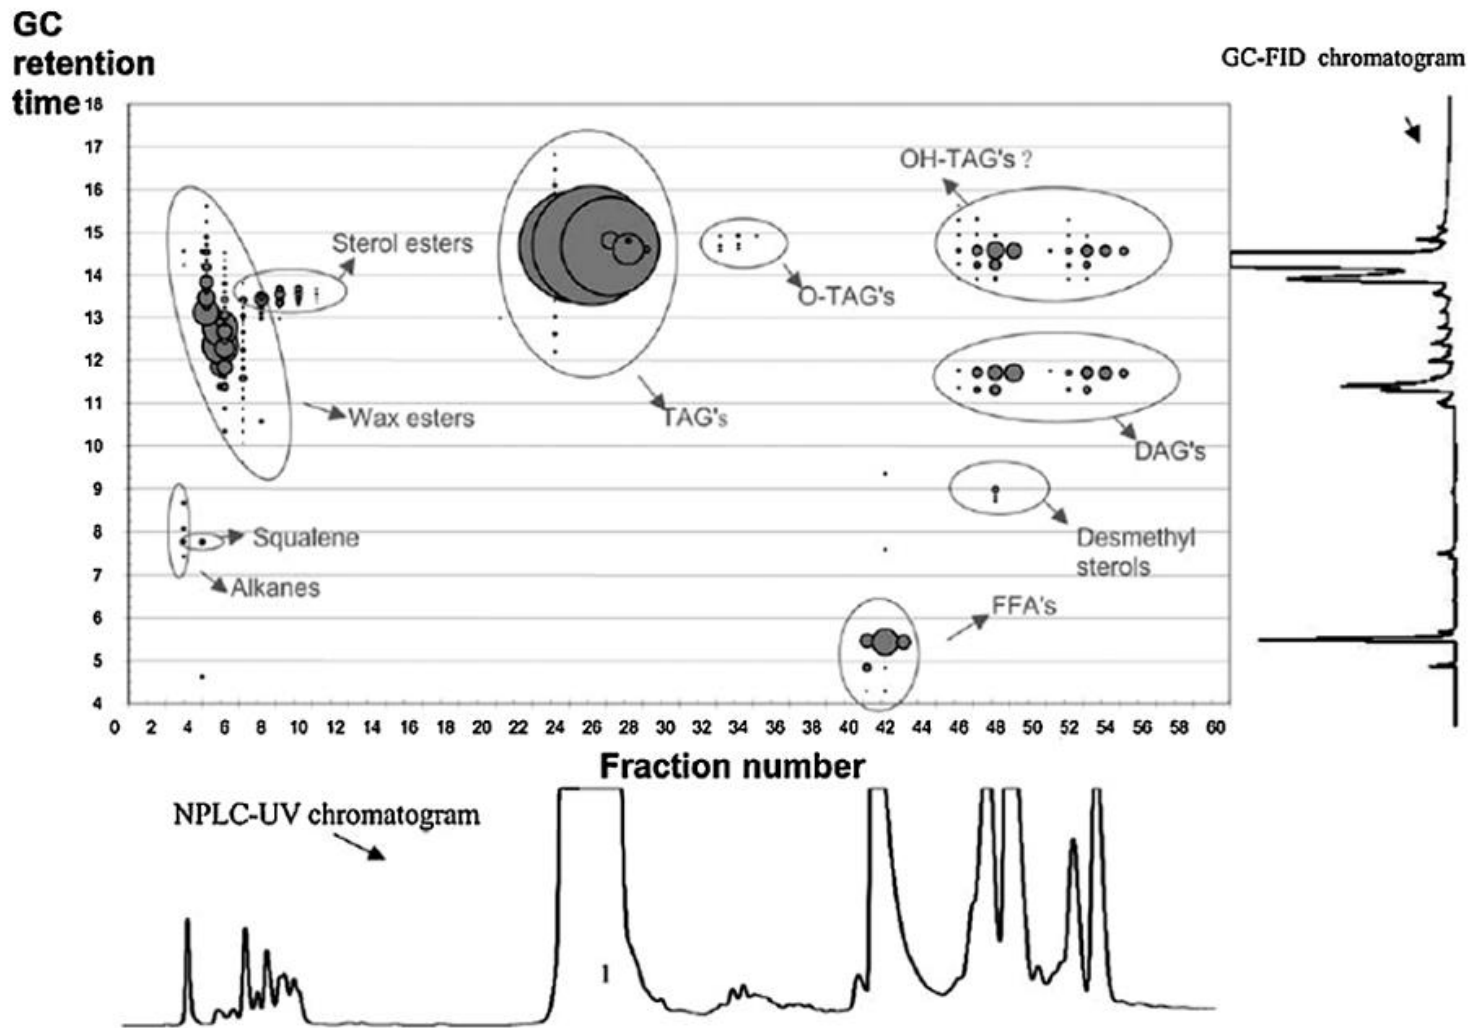 GC
retention
time
GC-FID chromatogram
18
17
16
15
14
13
12
11
10
9
8
7
6
5
4
OH-TAG's ?
Sterol esters
O-TAG's
Wax esters
TAG's
DAG's
Squalene
Alkanes
Desmethyl
sterols
FFA's
0 2 4 6 8 10 12 14 16 18 20 22 24 26 28 30 32 34 36 38 40 42 44 46 48 50 52 54 56 58 60
Fraction number
NPLC-UV chromatogram
1